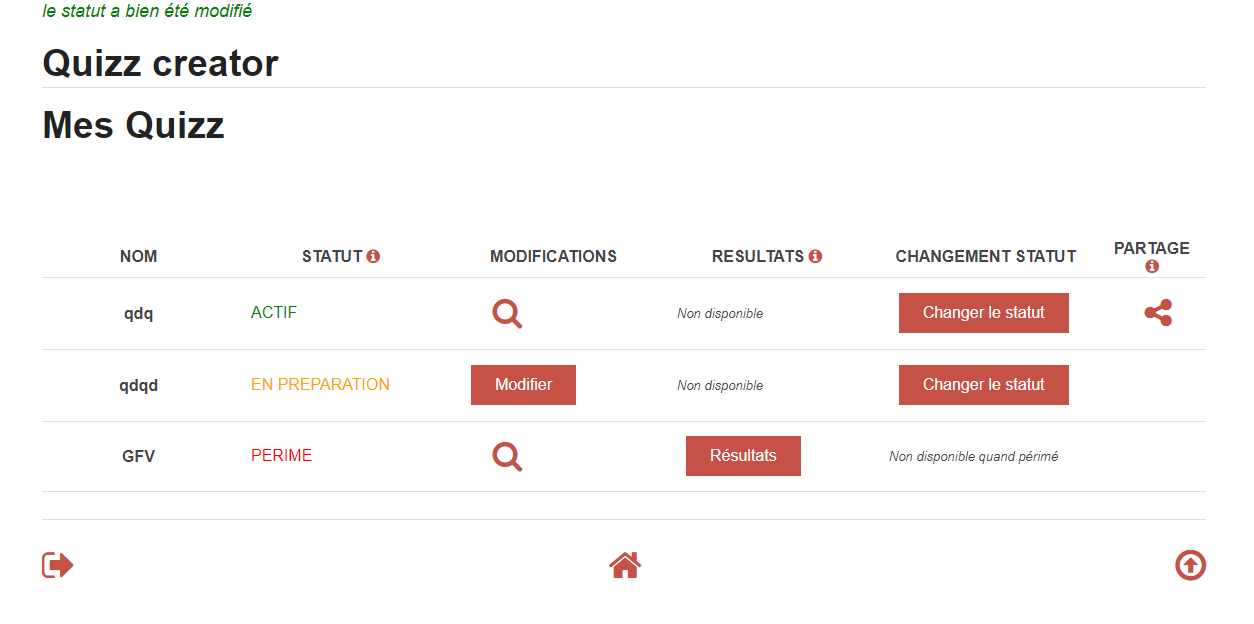 le statut a bien été modifié
Quizz creator
Mes Quizz
NOM STATUT MODIFICATIONS RESULTATS CHANGEMENT STATUT PARTAGE
qdq ACTIF Non disponible Changer le statut
qdqd EN PREPARATION Modifier Non disponible Changer le statut
GFV PERIME Résultats Non disponible quand périmé